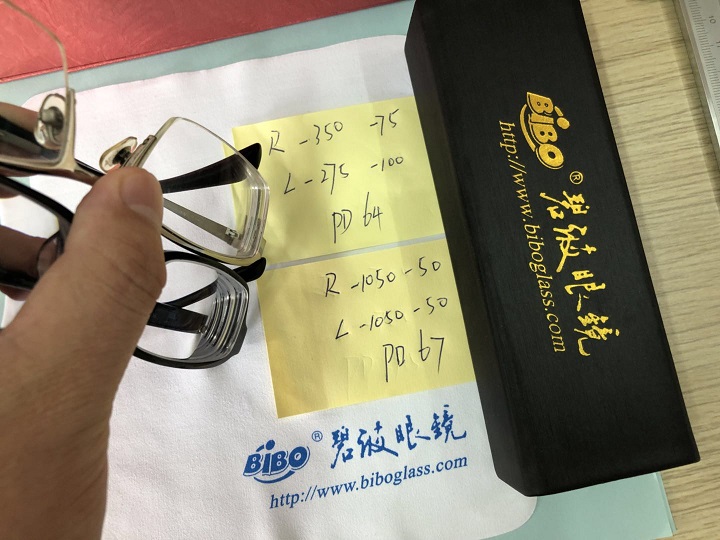 R -350 -75
L -275 -100
PD 64
R -1050 -50
L -1050 -50
PD 67
BiBO® 碧波眼镜
http://www.biboglass.com
BiBO® 碧波眼镜
http://www.biboglass.com